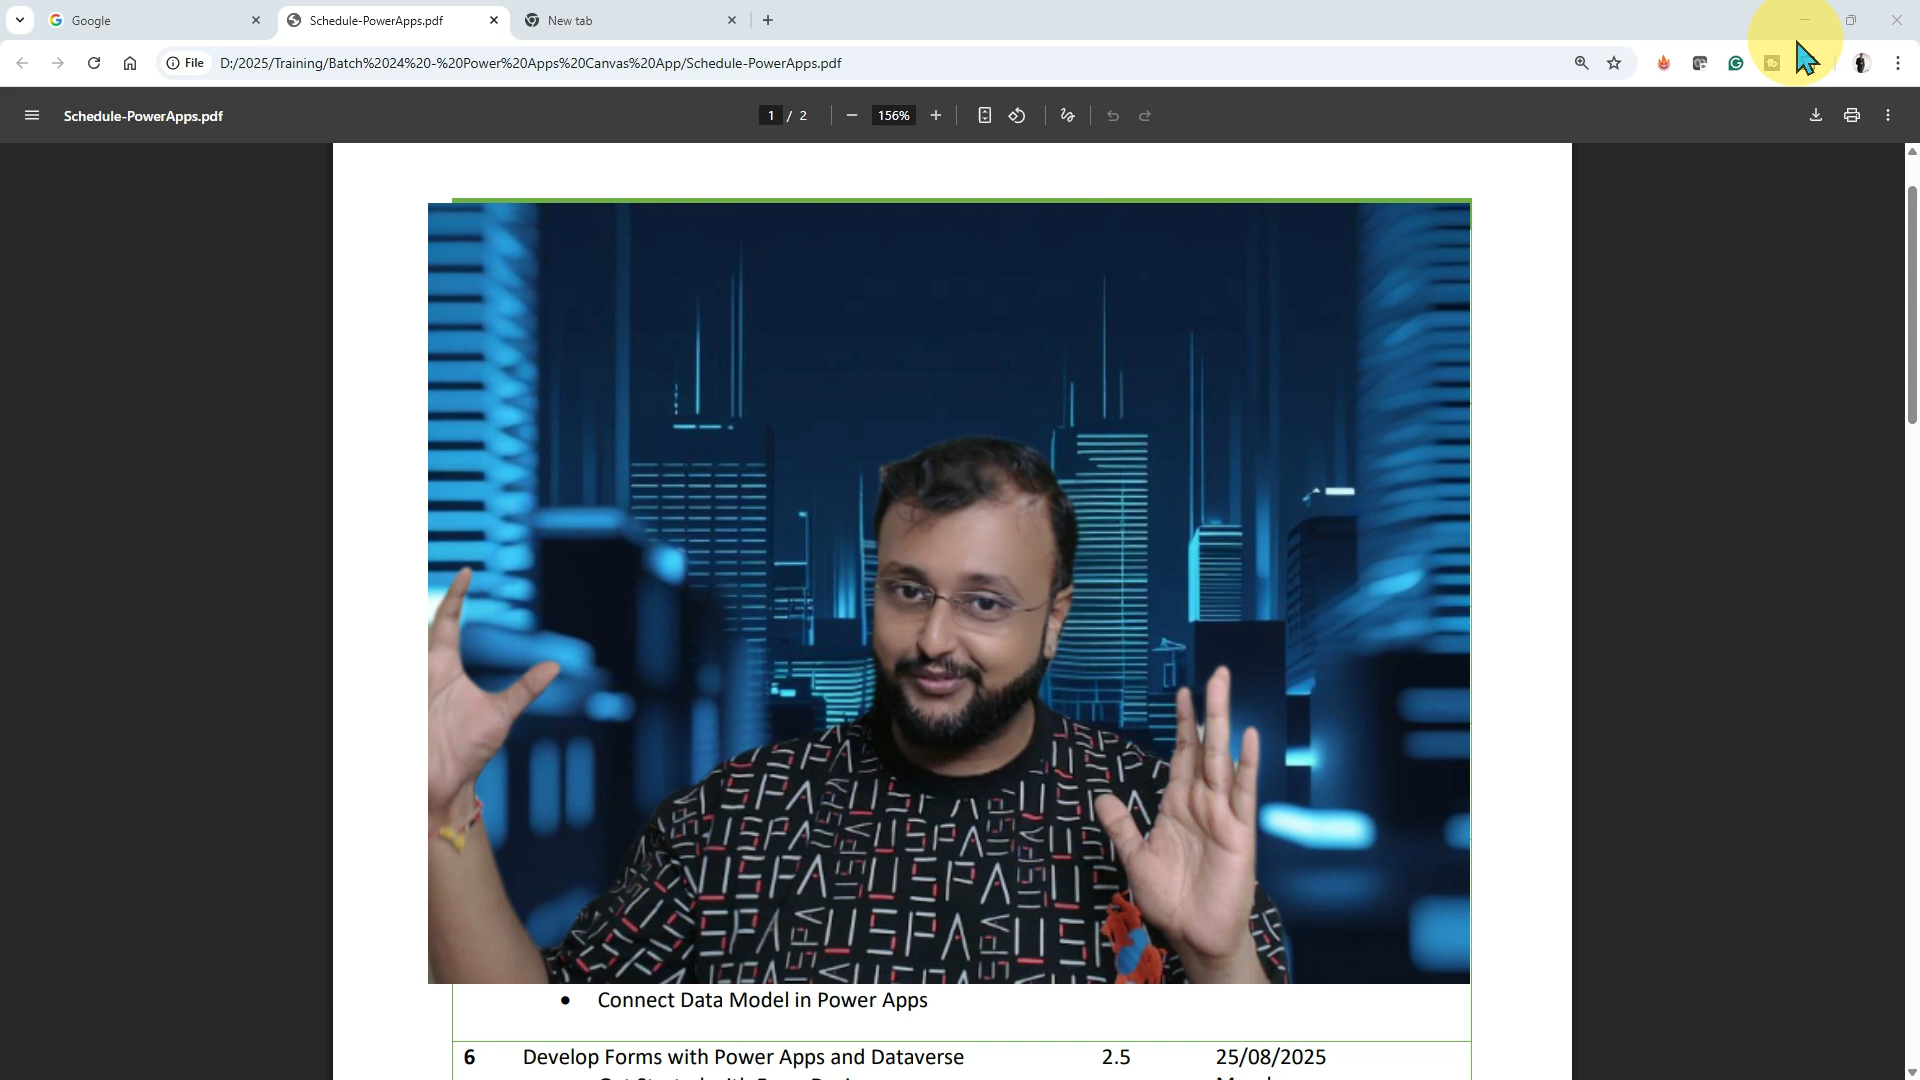 Google
Schedule-PowerApps.pdf
New tab
File
D:/2025/Training/Batch%2024%20-%20Power%20Apps%20Canvas%20App/Schedule-PowerApps.pdf
Schedule-PowerApps.pdf
1 / 2
156%
Connect Data Model in Power Apps
6 Develop Forms with Power Apps and Dataverse 2.5 25/08/2025